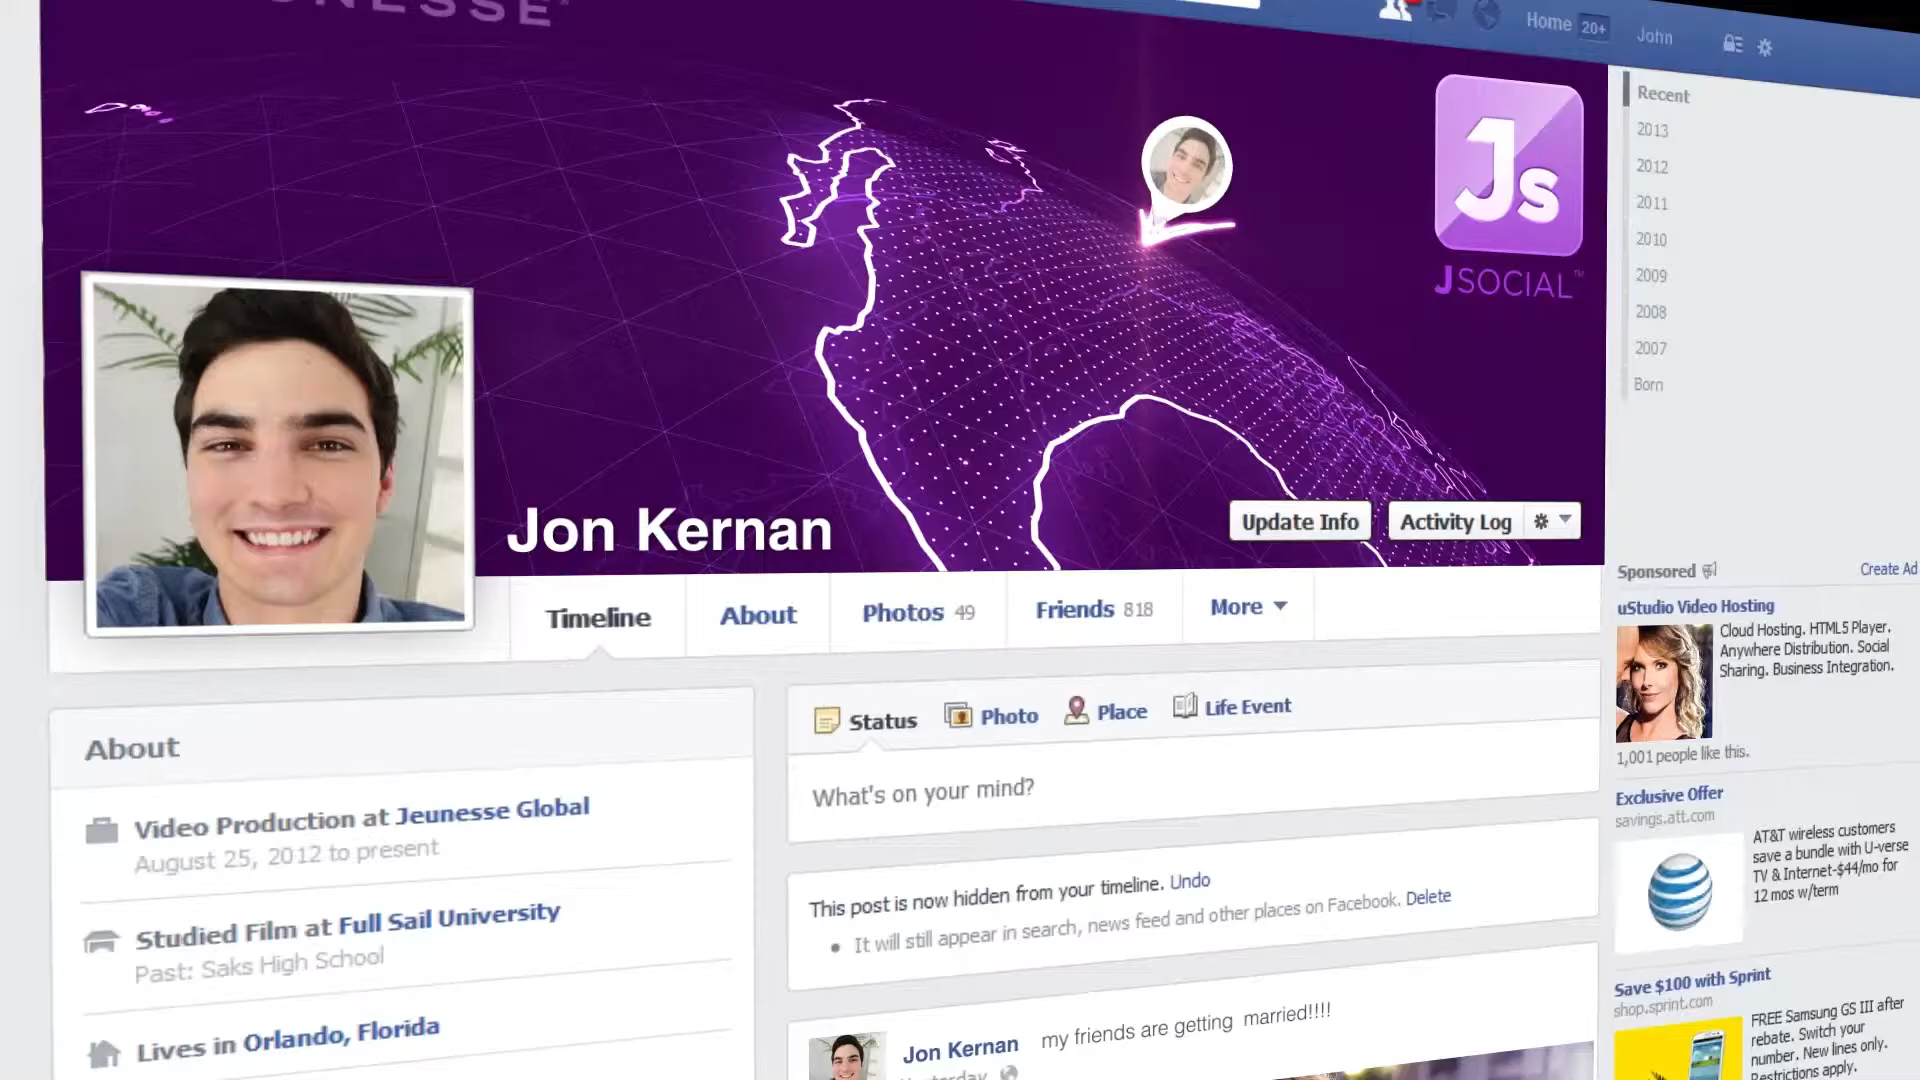 Home 20+
John
Js
JSOCIAL™
Recent
2013
2012
2011
2010
2009
2008
2007
Born
Jon Kernan
Update Info
Activity Log
Timeline
About
Photos 49
Friends 818
More
About
Video Production at Jeunesse Global
August 25, 2012 to present
Studied Film at Full Sail University
Past: Saks High School
Lives in Orlando, Florida
Status
Photo
Place
Life Event
What's on your mind?
This post is now hidden from your timeline. Undo
It will still appear in search, news feed and other places on Facebook. Delete
Jon Kernan
my friends are getting married!!!!
Yesterday
Sponsored
Create Ad
uStudio Video Hosting
Cloud Hosting. HTML5 Player.
Anywhere Distribution. Social
Sharing. Business Integration.
1,001 people like this.
Exclusive Offer
savings.att.com
AT&T wireless customers
save a bundle with U-verse
TV & Internet-$44/mo for
12 mos w/term
Save $100 with Sprint
shop.sprint.com
FREE Samsung GS III after
rebate. Switch your
number. New lines only.
Restrictions apply.